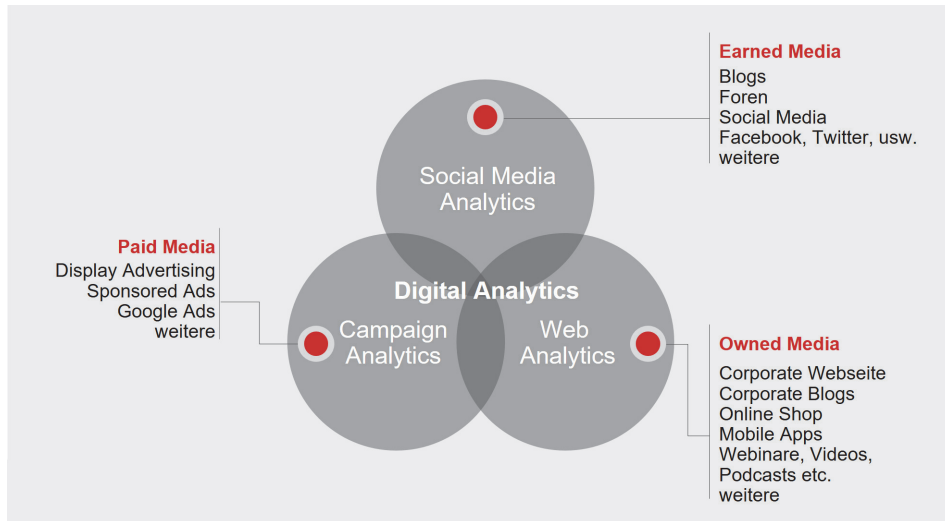 Earned Media
Blogs
Foren
Social Media
Facebook, Twitter, usw.
weitere
Social Media
Analytics
Paid Media
Display Advertising
Sponsored Ads
Google Ads
weitere
Digital Analytics
Campaign
Analytics
Web
Analytics
Owned Media
Corporate Webseite
Corporate Blogs
Online Shop
Mobile Apps
Webinare, Videos,
Podcasts etc.
weitere